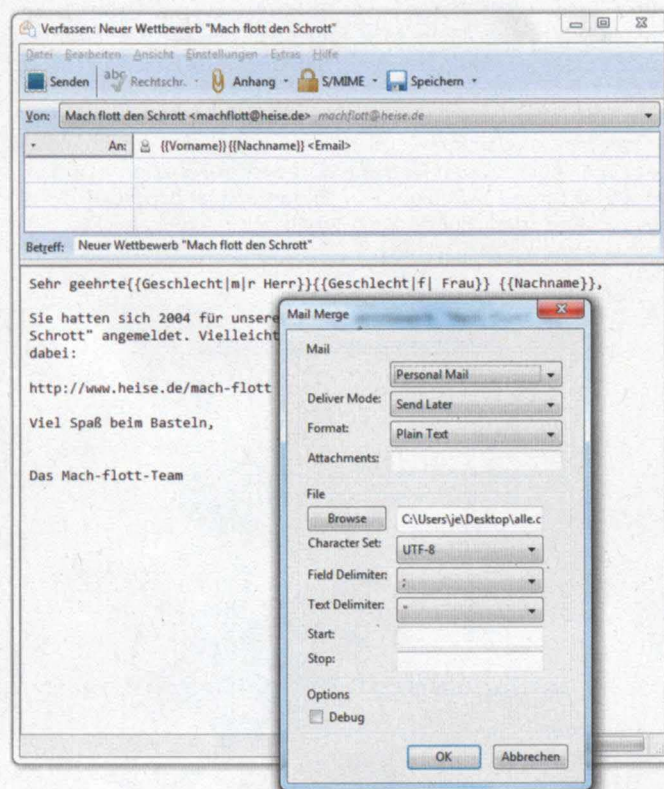 Verfassen: Neuer Wettbewerb "Mach flott den Schrott"
Datei Bearbeiten Ansicht Einstellungen Extras Hilfe
Senden abc Rechtschr. Anhang S/MIME Speichern
Von: Mach flott den Schrott <machflott@heise.de> machflott@heise.de
An: {{Vorname}} {{Nachname}} <Email>
Betreff: Neuer Wettbewerb "Mach flott den Schrott"
Sehr geehrte{{Geschlecht|m|r Herr}}{{Geschlecht|f| Frau}} {{Nachname}},
Sie hatten sich 2004 für unsere
Schrott" angemeldet. Vielleicht
dabei:
http://www.heise.de/mach-flott
Viel Spaß beim Basteln,
Das Mach-flott-Team
Mail Merge
Mail
Personal Mail
Deliver Mode: Send Later
Format: Plain Text
Attachments:
File
Browse C:\Users\je\Desktop\alle.c
Character Set: UTF-8
Field Delimiter: ;
Text Delimiter: "
Start:
Stop:
Options
Debug
OK Abbrechen